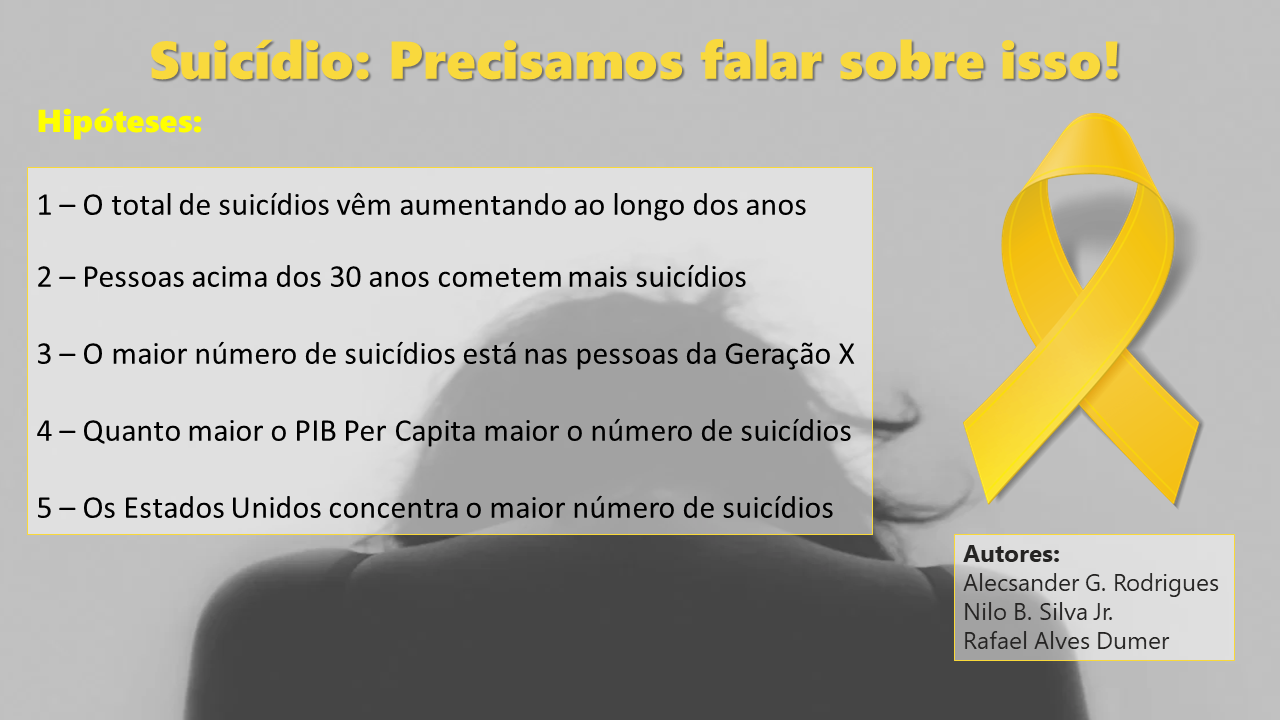 Suicídio: Precisamos falar sobre isso!
Hipóteses:
1 – O total de suicídios vêm aumentando ao longo dos anos
2 – Pessoas acima dos 30 anos cometem mais suicídios
3 – O maior número de suicídios está nas pessoas da Geração X
4 – Quanto maior o PIB Per Capita maior o número de suicídios
5 – Os Estados Unidos concentra o maior número de suicídios
Autores:
Alecsander G. Rodrigues
Nilo B. Silva Jr.
Rafael Alves Dumer